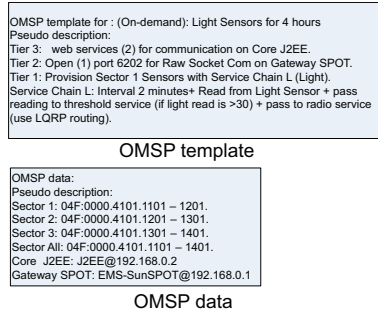 OMSP template for : (On-demand): Light Sensors for 4 hours
Pseudo description:
Tier 3: web services (2) for communication on Core J2EE.
Tier 2: Open (1) port 6202 for Raw Socket Com on Gateway SPOT.
Tier 1: Provision Sector 1 Sensors with Service Chain L (Light).
Service Chain L: Interval 2 minutes+ Read from Light Sensor + pass
reading to threshold service (if light read is >30) + pass to radio service
(use LQRP routing).
OMSP template
OMSP data:
Pseudo description:
Sector 1: 04F:0000.4101.1101 – 1201.
Sector 2: 04F:0000.4101.1201 – 1301.
Sector 3: 04F:0000.4101.1301 – 1401.
Sector All: 04F:0000.4101.1101 – 1401.
Core J2EE: J2EE@192.168.0.2
Gateway SPOT: EMS-SunSPOT@192.168.0.1
OMSP data